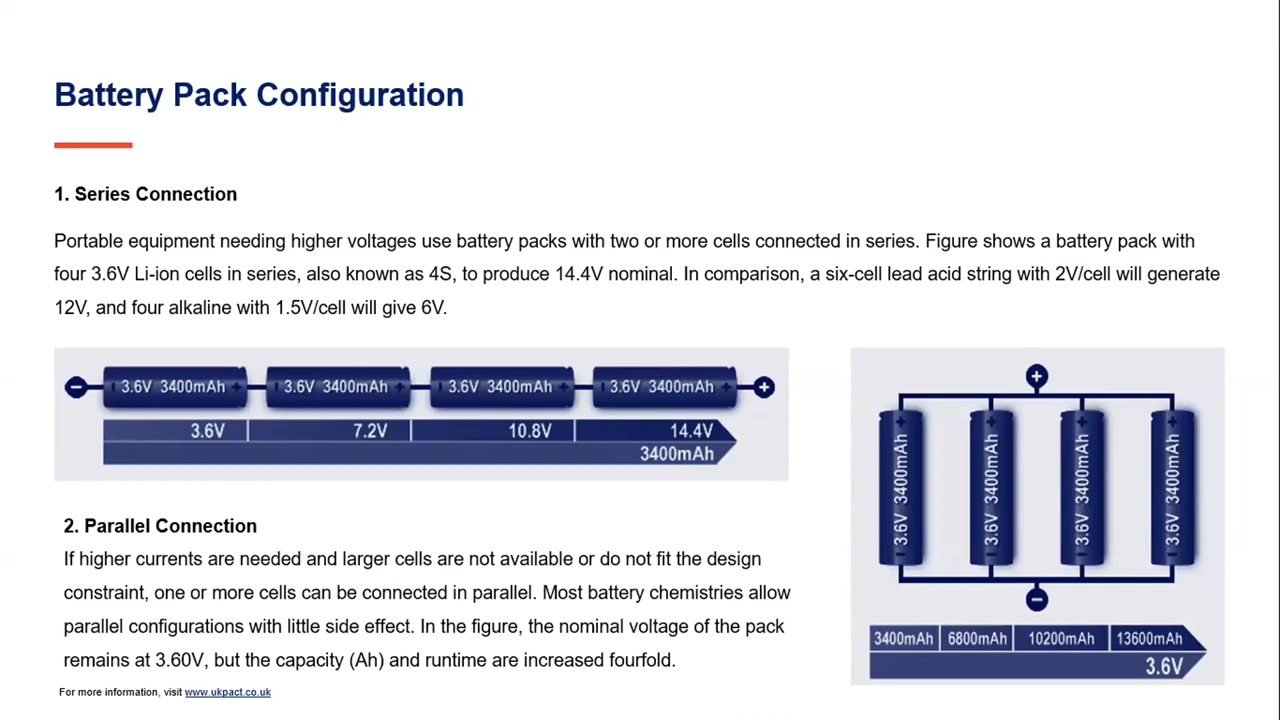 Battery Pack Configuration
1. Series Connection
Portable equipment needing higher voltages use battery packs with two or more cells connected in series. Figure shows a battery pack with
four 3.6V Li-ion cells in series, also known as 4S, to produce 14.4V nominal. In comparison, a six-cell lead acid string with 2V/cell will generate
12V, and four alkaline with 1.5V/cell will give 6V.
− 3.6V 3400mAh + 3.6V 3400mAh + 3.6V 3400mAh + 3.6V 3400mAh + +
3.6V 7.2V 10.8V 14.4V
3400mAh
2. Parallel Connection
If higher currents are needed and larger cells are not available or do not fit the design
constraint, one or more cells can be connected in parallel. Most battery chemistries allow
parallel configurations with little side effect. In the figure, the nominal voltage of the pack
remains at 3.60V, but the capacity (Ah) and runtime are increased fourfold.
+
3.6V 3400mAh
3.6V 3400mAh
3.6V 3400mAh
3.6V 3400mAh
−
3400mAh 6800mAh 10200mAh 13600mAh
3.6V
For more information, visit www.ukpact.co.uk